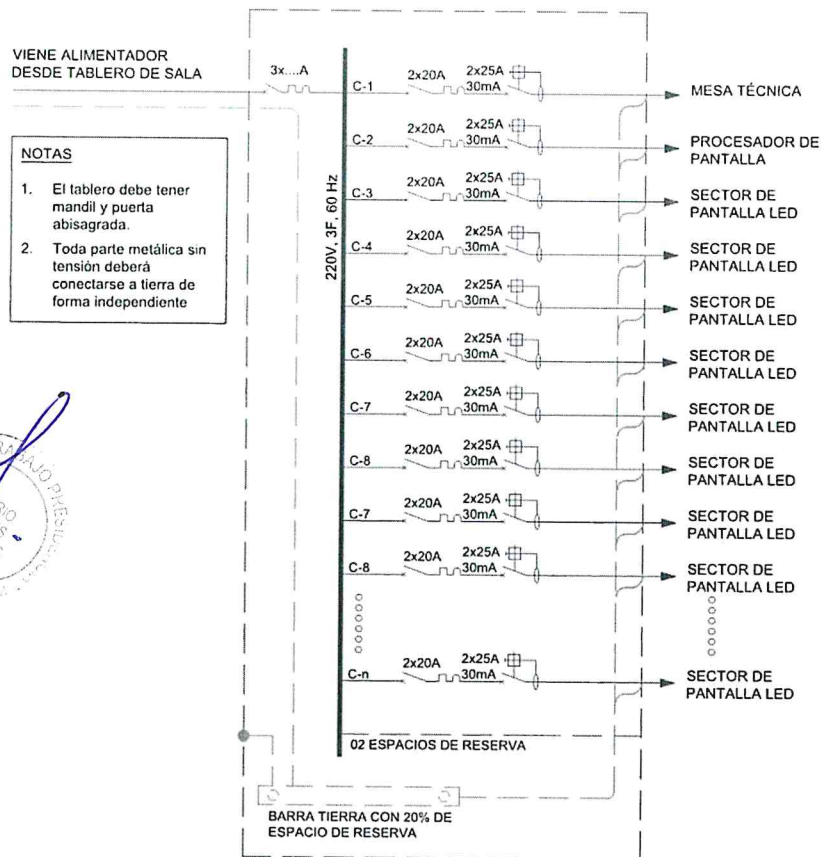 VIENE ALIMENTADOR
DESDE TABLERO DE SALA
3x....A
NOTAS
1. El tablero debe tener
mandil y puerta
abisagrada.
2. Toda parte metálica sin
tensión deberá
conectarse a tierra de
forma independiente
220V, 3F, 60 Hz
C-1 2x20A 2x25A
30mA
MESA TÉCNICA
C-2 2x20A 2x25A
30mA
PROCESADOR DE
PANTALLA
C-3 2x20A 2x25A
30mA
SECTOR DE
PANTALLA LED
C-4 2x20A 2x25A
30mA
SECTOR DE
PANTALLA LED
C-5 2x20A 2x25A
30mA
SECTOR DE
PANTALLA LED
C-6 2x20A 2x25A
30mA
SECTOR DE
PANTALLA LED
C-7 2x20A 2x25A
30mA
SECTOR DE
PANTALLA LED
C-8 2x20A 2x25A
30mA
SECTOR DE
PANTALLA LED
C-7 2x20A 2x25A
30mA
SECTOR DE
PANTALLA LED
C-8 2x20A 2x25A
30mA
SECTOR DE
PANTALLA LED
C-n 2x20A 2x25A
30mA
SECTOR DE
PANTALLA LED
02 ESPACIOS DE RESERVA
BARRA TIERRA CON 20% DE
ESPACIO DE RESERVA